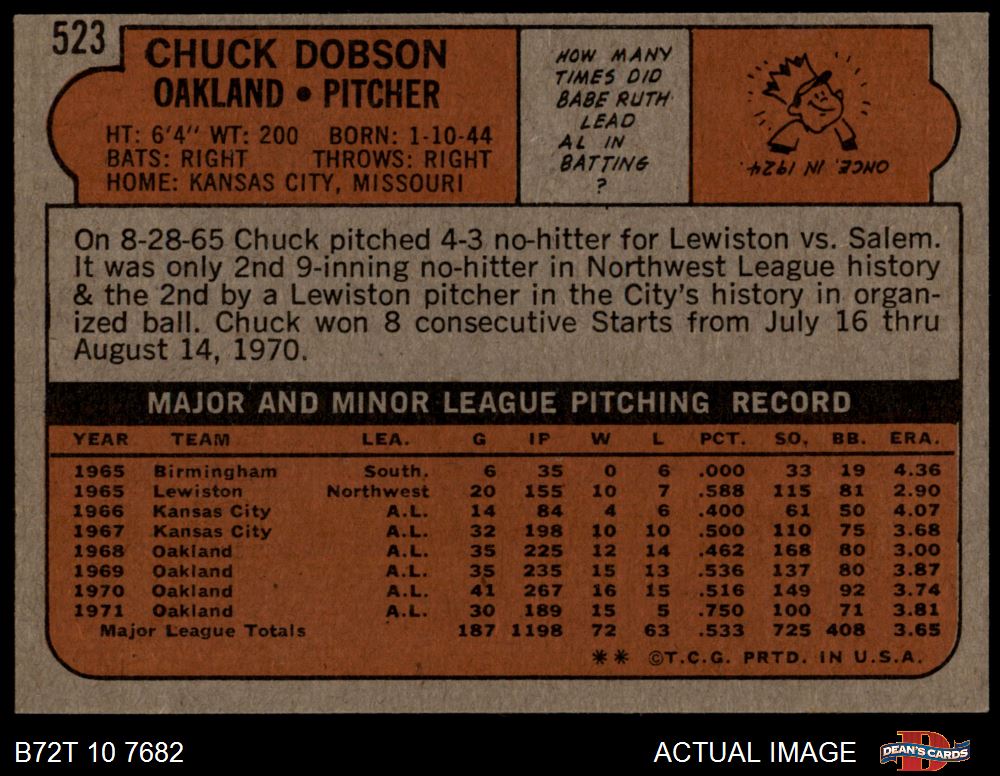 523
CHUCK DOBSON
OAKLAND • PITCHER
HT: 6'4" WT: 200 BORN: 1-10-44
BATS: RIGHT THROWS: RIGHT
HOME: KANSAS CITY, MISSOURI
HOW MANY
TIMES DID
BABE RUTH
LEAD
AL IN
BATTING
?
ONCE, IN 1924.
On 8-28-65 Chuck pitched 4-3 no-hitter for Lewiston vs. Salem.
It was only 2nd 9-inning no-hitter in Northwest League history
& the 2nd by a Lewiston pitcher in the City's history in organ-
ized ball. Chuck won 8 consecutive Starts from July 16 thru
August 14, 1970.
MAJOR AND MINOR LEAGUE PITCHING RECORD
YEAR TEAM LEA. G IP W L PCT. SO. BB. ERA.
1965 Birmingham South. 6 35 0 6 .000 33 19 4.36
1965 Lewiston Northwest 20 155 10 7 .588 115 81 2.90
1966 Kansas City A.L. 14 84 4 6 .400 61 50 4.07
1967 Kansas City A.L. 32 198 10 10 .500 110 75 3.68
1968 Oakland A.L. 35 225 12 14 .462 168 80 3.00
1969 Oakland A.L. 35 235 15 13 .536 137 80 3.87
1970 Oakland A.L. 41 267 16 15 .516 149 92 3.74
1971 Oakland A.L. 30 189 15 5 .750 100 71 3.81
Major League Totals 187 1198 72 63 .533 725 408 3.65
** ©T.C.G. PRTD. IN U.S.A.
B72T 10 7682
ACTUAL IMAGE
D
DEAN'S CARDS